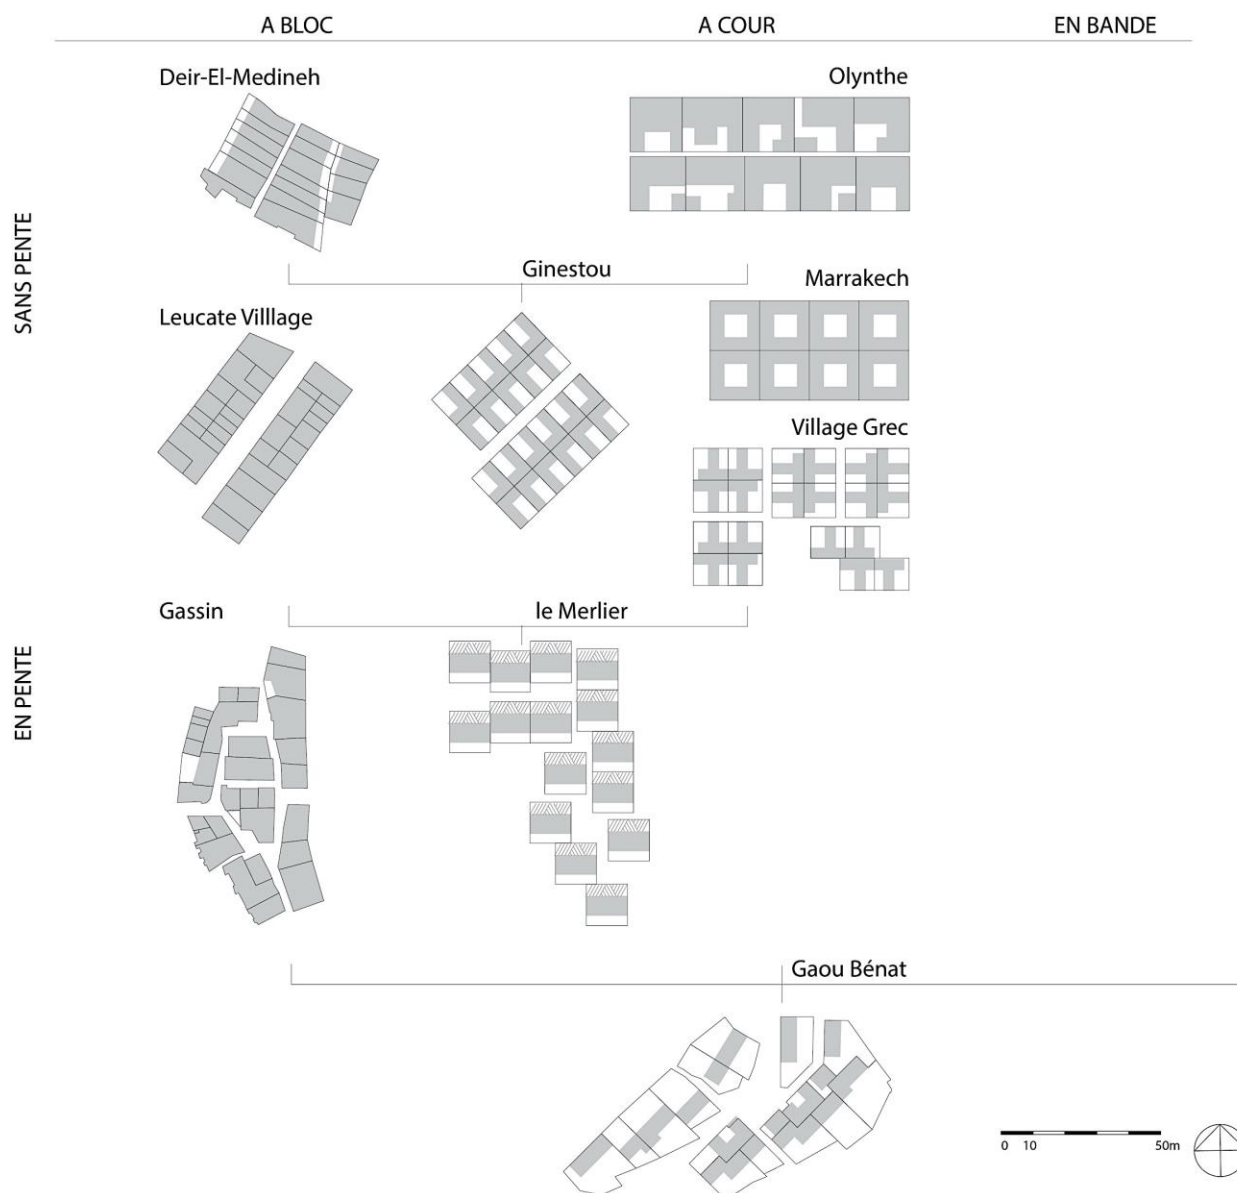 A BLOC
A COUR
EN BANDE
SANS PENTE
Deir-El-Medineh
Olynthe
Ginestou
Marrakech
Leucate Villlage
Village Grec
EN PENTE
Gassin
le Merlier
Gaou Bénat
0 10 50m